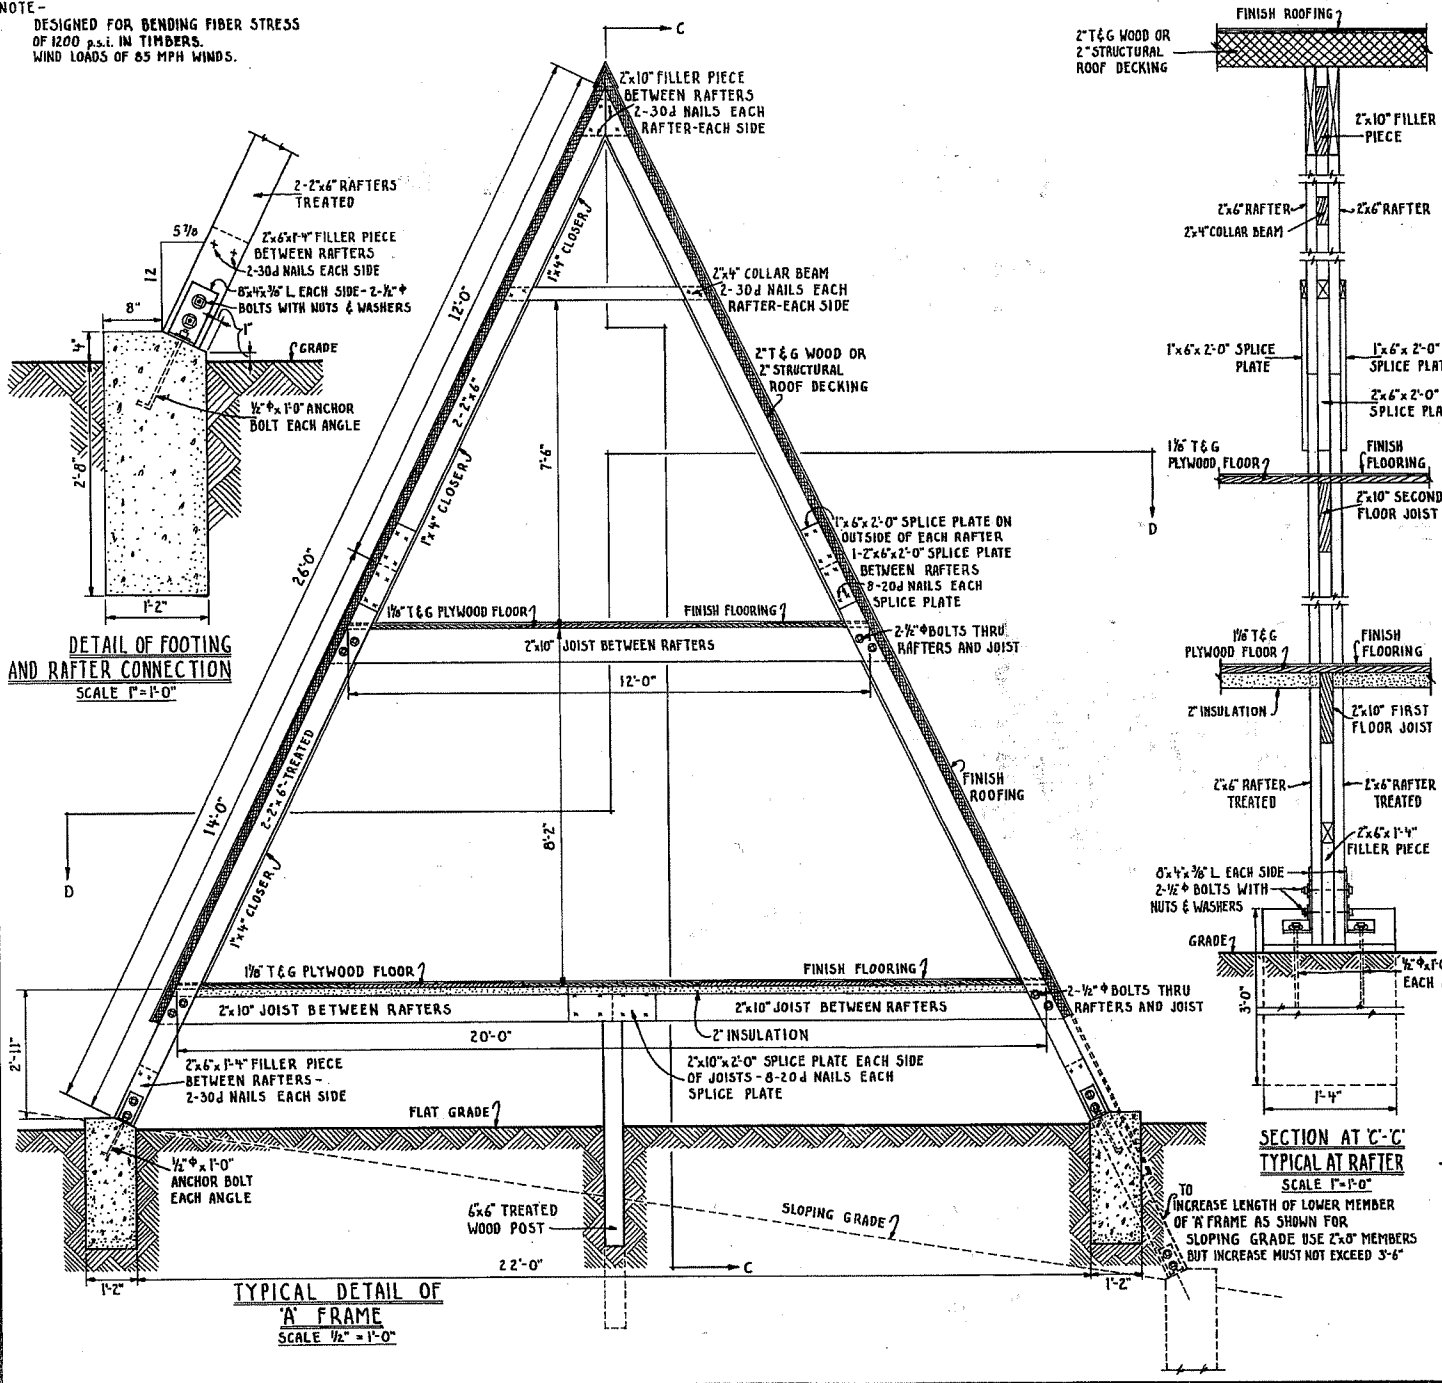 NOTE-
DESIGNED FOR BENDING FIBER STRESS
OF 1200 p.s.i. IN TIMBERS.
WIND LOADS OF 85 MPH WINDS.
2-2"x6" RAFTERS
TREATED
5 7/8
12
2"x6"x1'-4" FILLER PIECE
BETWEEN RAFTERS
2-30d NAILS EACH SIDE
8"x4"x3/8" L EACH SIDE-2-1/2"ϕ
BOLTS WITH NUTS & WASHERS
8"
1"
4"
GRADE
1/2"ϕx1'-0" ANCHOR
BOLT EACH ANGLE
2'-8"
1'-2"
DETAIL OF FOOTING
AND RAFTER CONNECTION
SCALE 1"=1'-0"
C
2"x10" FILLER PIECE
BETWEEN RAFTERS
2-30d NAILS EACH
RAFTER-EACH SIDE
1"x4" CLOSER
12'-0"
2"x4" COLLAR BEAM
2-30d NAILS EACH
RAFTER-EACH SIDE
2"T&G WOOD OR
2"STRUCTURAL
ROOF DECKING
2-2"x6"
7'-6"
1"x4" CLOSER
D
26'-0"
1"x6"x2'-0" SPLICE PLATE ON
OUTSIDE OF EACH RAFTER
1-2"x6"x2'-0" SPLICE PLATE
BETWEEN RAFTERS
8-20d NAILS EACH
SPLICE PLATE
1 1/8" T&G PLYWOOD FLOOR
FINISH FLOORING
2"x10" JOIST BETWEEN RAFTERS
2-1/2"ϕBOLTS THRU
RAFTERS AND JOIST
12'-0"
2-2"x6"-TREATED
14'-0"
FINISH
ROOFING
8'-2"
D
1"x4" CLOSER
1 1/8" T&G PLYWOOD FLOOR
FINISH FLOORING
2"x10" JOIST BETWEEN RAFTERS
2"x10" JOIST BETWEEN RAFTERS
2-1/2"ϕ BOLTS THRU
RAFTERS AND JOIST
20'-0"
2" INSULATION
2'-11"
2"x6"x1'-4" FILLER PIECE
BETWEEN RAFTERS-
2-30d NAILS EACH SIDE
2"x10"x2'-0" SPLICE PLATE EACH SIDE
OF JOISTS-8-20d NAILS EACH
SPLICE PLATE
FLAT GRADE
1/2"ϕx1'-0"
ANCHOR BOLT
EACH ANGLE
6"x6" TREATED
WOOD POST
SLOPING GRADE
TO
INCREASE LENGTH OF LOWER MEMBER
OF 'A' FRAME AS SHOWN FOR
SLOPING GRADE USE 2"x8" MEMBERS
BUT INCREASE MUST NOT EXCEED 3'-6"
22'-0"
C
1'-2"
1'-2"
TYPICAL DETAIL OF
'A' FRAME
SCALE 1/2" = 1'-0"
FINISH ROOFING
2"T&G WOOD OR
2"STRUCTURAL
ROOF DECKING
2"x10" FILLER
PIECE
2"x6" RAFTER
2"x6" RAFTER
2"x4" COLLAR BEAM
1"x6"x2'-0" SPLICE
PLATE
1"x6"x2'-0"
SPLICE PLAT
2"x6"x2'-0"
SPLICE PLA
1 1/8" T&G
PLYWOOD FLOOR
FINISH
FLOORING
2"x10" SECOND
FLOOR JOIST
1 1/8" T&G
PLYWOOD FLOOR
FINISH
FLOORING
2" INSULATION
2"x10" FIRST
FLOOR JOIST
2"x6" RAFTER
TREATED
2"x6" RAFTER
TREATED
2"x6"x1'-4"
FILLER PIECE
8"x4"x3/8" L EACH SIDE
2-1/2"ϕ BOLTS WITH
NUTS & WASHERS
GRADE
1/2"ϕx1'-0
EACH
3'-0"
1'-4"
SECTION AT 'C'-'C'
TYPICAL AT RAFTER
SCALE 1"=1'-0"